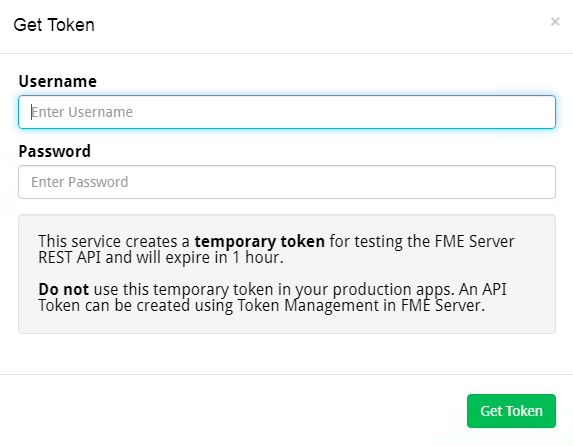 Get Token
×
Username
Enter Username
Password
Enter Password
This service creates a temporary token for testing the FME Server
REST API and will expire in 1 hour.
Do not use this temporary token in your production apps. An API
Token can be created using Token Management in FME Server.
Get Token